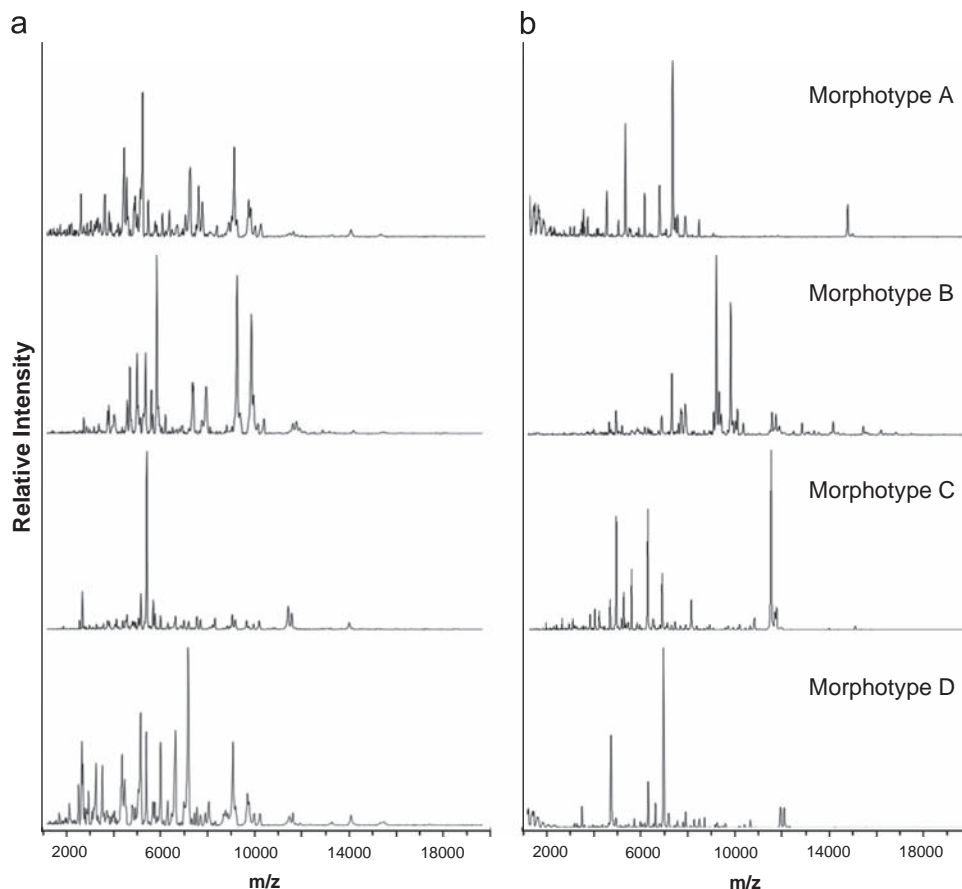 a
b
Relative Intensity
Morphotype A
Morphotype B
Morphotype C
Morphotype D
2000 6000 10000 14000 18000
2000 6000 10000 14000 18000
m/z
m/z